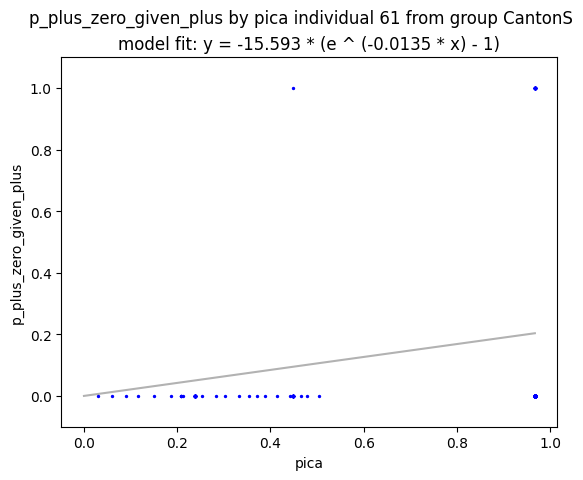 p_plus_zero_given_plus by pica individual 61 from group CantonS
model fit: y = -15.593 * (e ^ (-0.0135 * x) - 1)
1.0
0.8
0.6
0.4
0.2
0.0
p_plus_zero_given_plus
0.0 0.2 0.4 0.6 0.8 1.0
pica